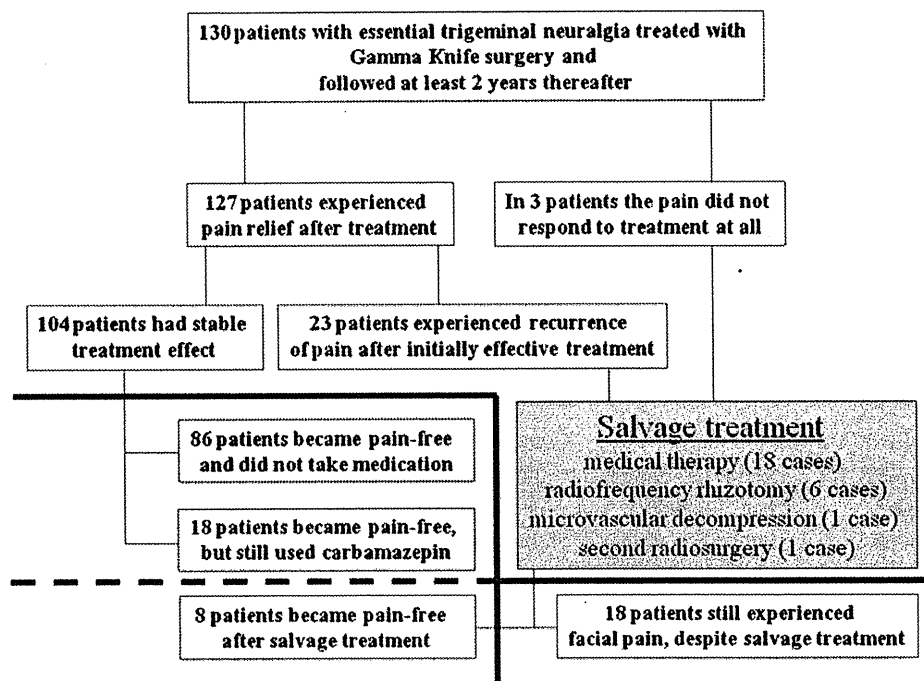 130 patients with essential trigeminal neuralgia treated with
Gamma Knife surgery and
followed at least 2 years thereafter
127 patients experienced
pain relief after treatment
In 3 patients the pain did not
respond to treatment at all
104 patients had stable
treatment effect
23 patients experienced recurrence
of pain after initially effective treatment
86 patients became pain-free
and did not take medication
18 patients became pain-free,
but still used carbamazepin
Salvage treatment
medical therapy (18 cases)
radiofrequency rhizotomy (6 cases)
microvascular decompression (1 case)
second radiosurgery (1 case)
8 patients became pain-free
after salvage treatment
18 patients still experienced
facial pain, despite salvage treatment